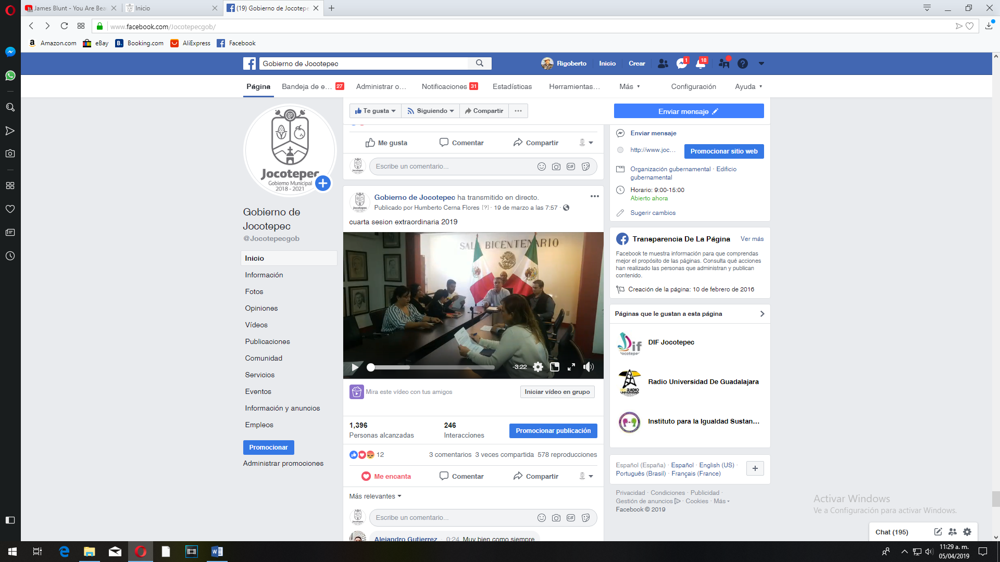 James Blunt - You Are Bea
Inicio
(19) Gobierno de Jocotepe
www.facebook.com/Jocotepecgob/
Amazon.com
eBay
Booking.com
AliExpress
Facebook
Gobierno de Jocotepec
Rigoberto
Inicio
Crear
1
18
Página
Bandeja de e... 27
Administrar o...
Notificaciones 31
Estadísticas
Herramientas...
Más
Configuración
Ayuda
Te gusta
Siguiendo
Compartir
Enviar mensaje
Jocotepec
Gobierno Municipal
2018 - 2021
Gobierno de
Jocotepec
@Jocotepecgob
Inicio
Información
Fotos
Opiniones
Vídeos
Publicaciones
Comunidad
Servicios
Eventos
Información y anuncios
Empleos
Promocionar
Administrar promociones
Me gusta
Comentar
Compartir
Escribe un comentario...
GIF
Gobierno de Jocotepec ha transmitido en directo.
Publicado por Humberto Cerna Flores [?] · 19 de marzo a las 7:57 ·
cuarta sesion extraordinaria 2019
SALA BICENTENARIO
-3:22
Mira este vídeo con tus amigos
Iniciar vídeo en grupo
1,396
Personas alcanzadas
246
Interacciones
Promocionar publicación
12
3 comentarios 3 veces compartida 578 reproducciones
Me encanta
Comentar
Compartir
Más relevantes
Escribe un comentario...
GIF
Alejandro Gutierrez · 0:24 Muy bien como siempre
Enviar mensaje
http://www.joc...
Promocionar sitio web
Organización gubernamental · Edificio
gubernamental
Horario: 9:00-15:00
Abierto ahora
Sugerir cambios
Transparencia De La Página
Ver más
Facebook te muestra información para que comprendas
mejor el propósito de las páginas. Consulta qué acciones
han realizado las personas que administran y publican
contenido.
Creación de la página: 10 de febrero de 2016
Páginas que le gustan a esta página
DIF Jocotepec
Radio Universidad De Guadalajara
Instituto para la Igualdad Sustan...
Español (España) · Español · English (US) ·
Português (Brasil) · Français (France)
Privacidad · Condiciones · Publicidad ·
Gestión de anuncios · Cookies · Más
Facebook © 2019
Activar Windows
Ve a Configuración para activar Windows.
Chat (195)
11:29 a. m.
05/04/2019